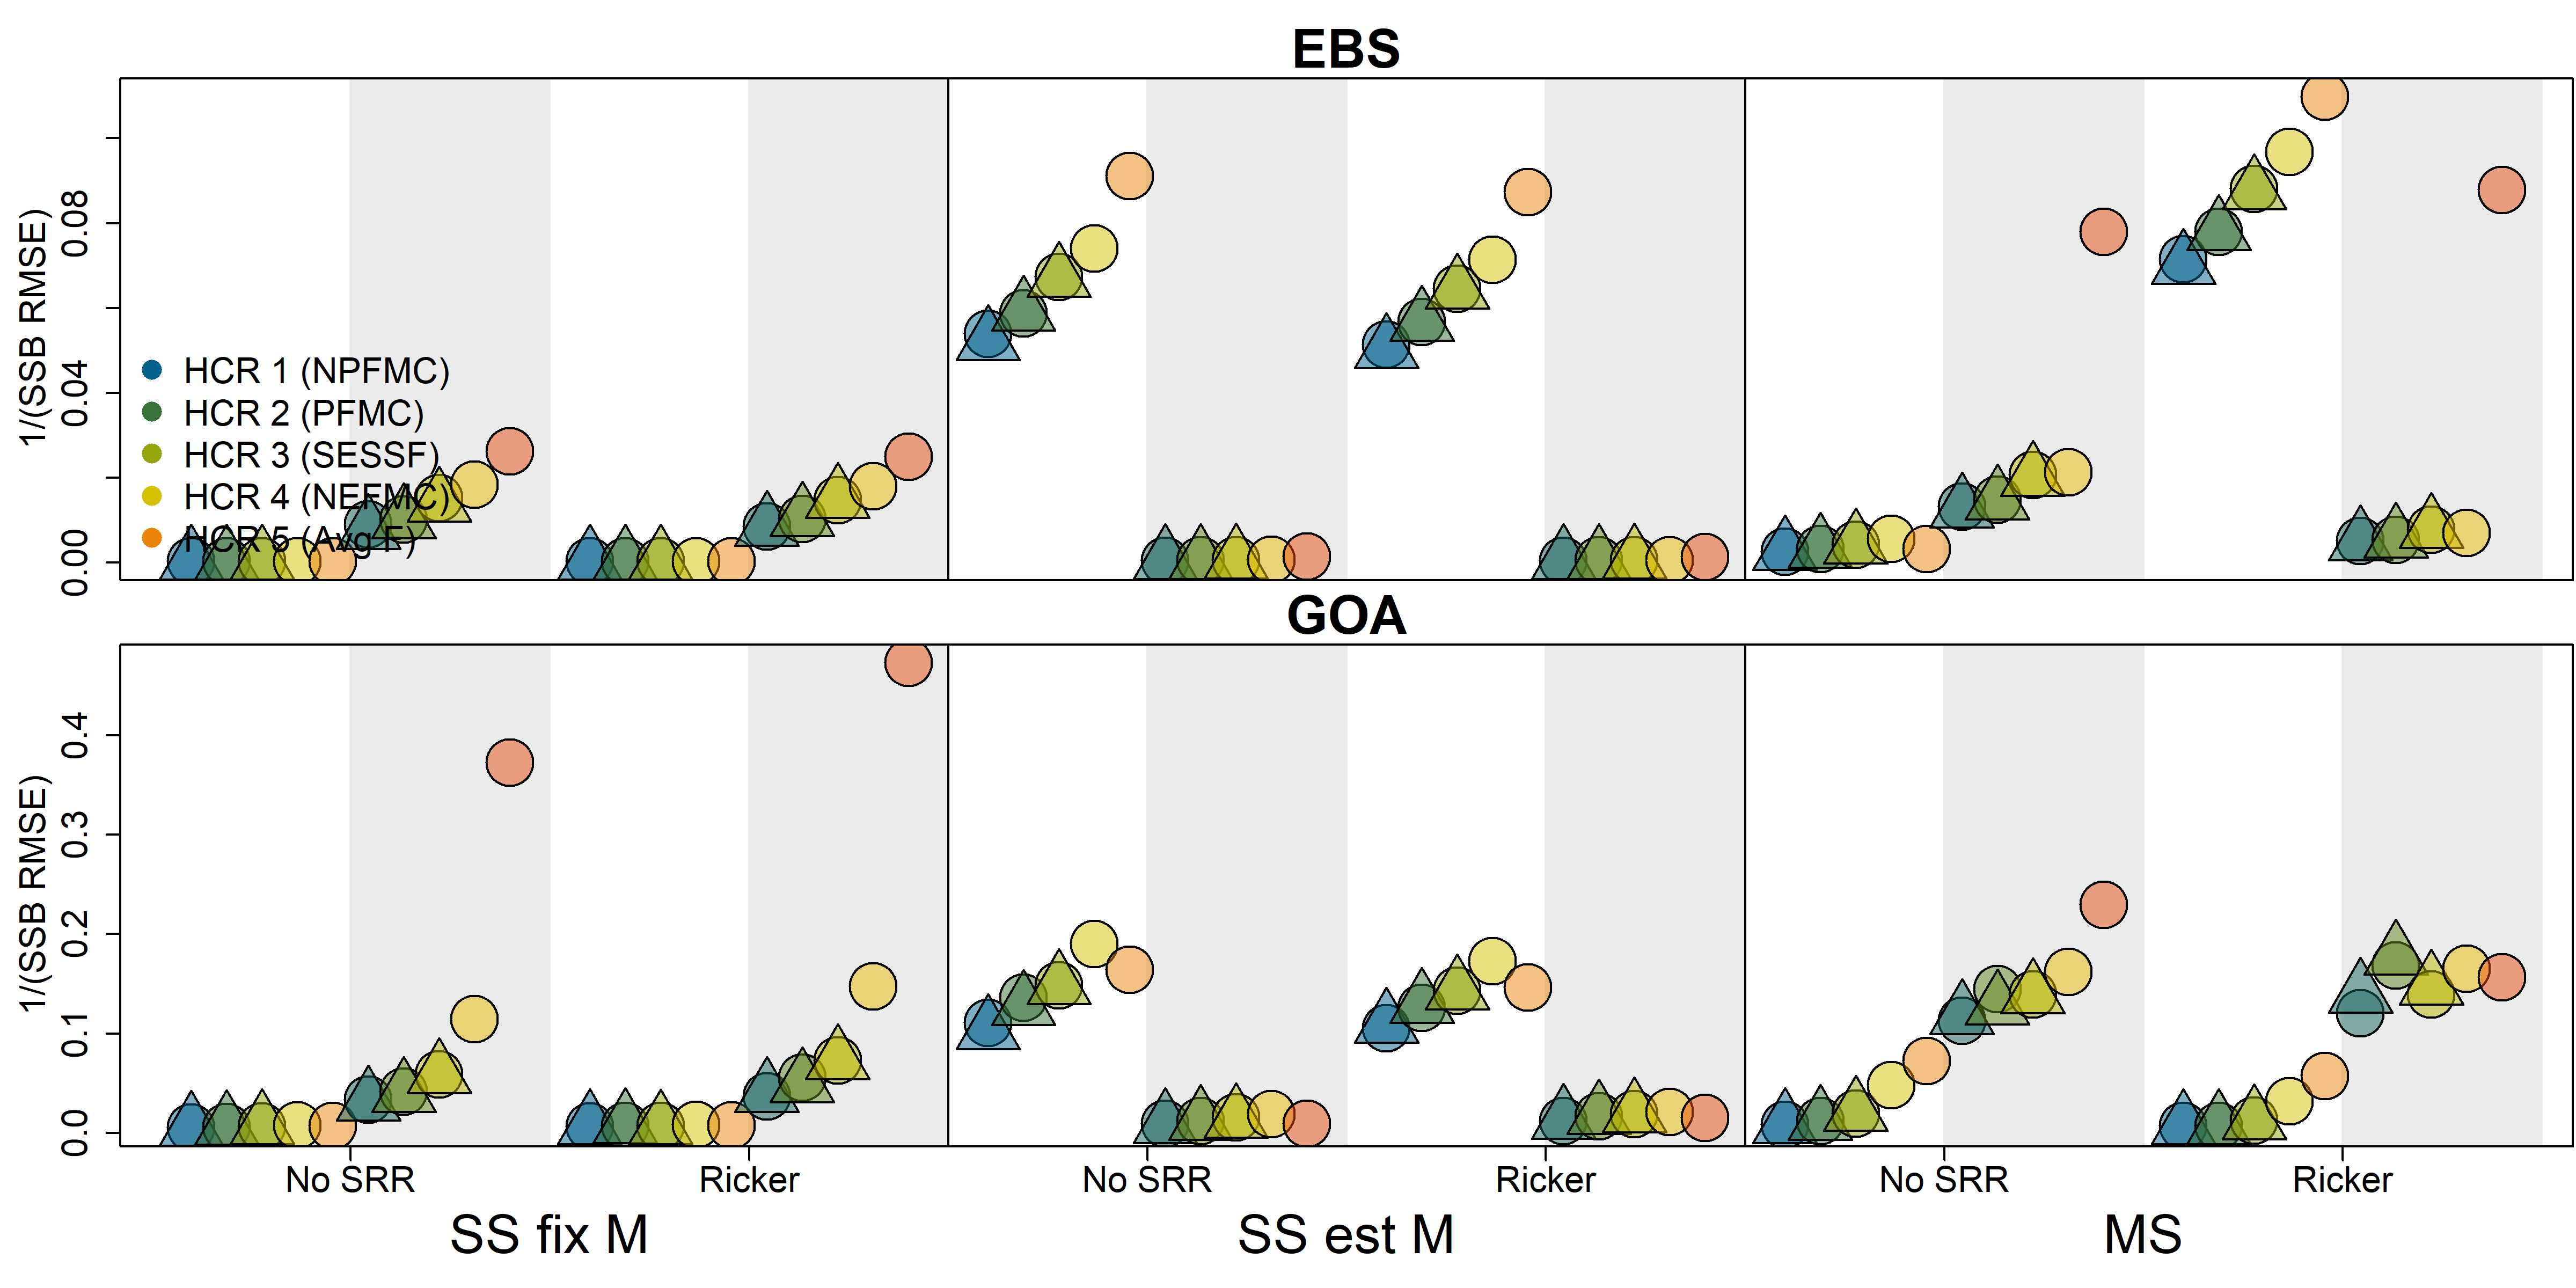 EBS
1/(SSB RMSE)
0.08
0.04
0.00
HCR 1 (NPFMC)
HCR 2 (PFMC)
HCR 3 (SESSF)
HCR 4 (NEFMC)
HCR 5 (Avg F)
GOA
1/(SSB RMSE)
0.4
0.3
0.2
0.1
0.0
No SRR Ricker No SRR Ricker No SRR Ricker
SS fix M SS est M MS